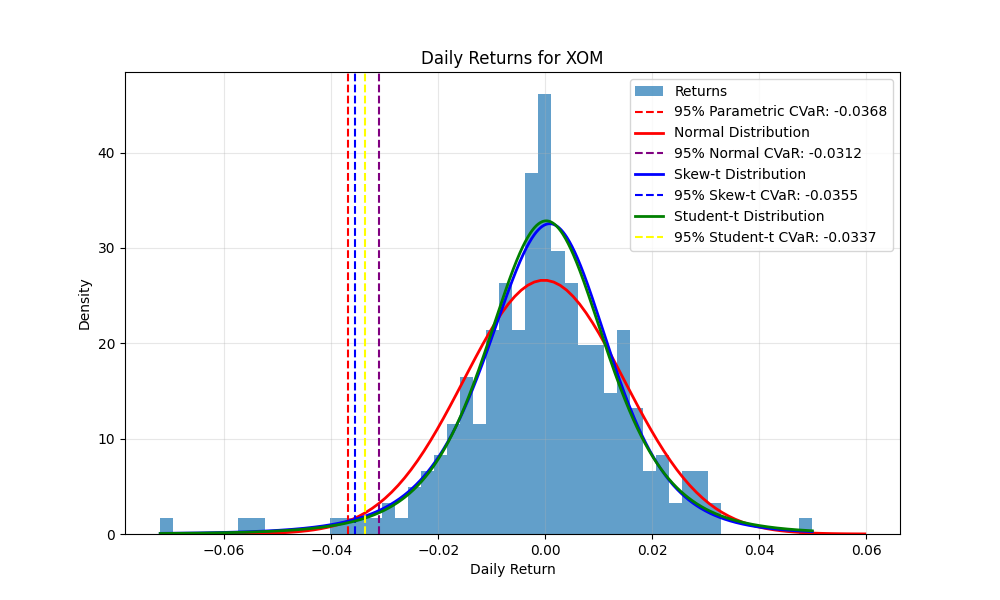 Daily Returns for XOM
Returns
95% Parametric CVaR: -0.0368
Normal Distribution
95% Normal CVaR: -0.0312
Skew-t Distribution
95% Skew-t CVaR: -0.0355
Student-t Distribution
95% Student-t CVaR: -0.0337
Density
40
30
20
10
0
−0.06 −0.04 −0.02 0.00 0.02 0.04 0.06
Daily Return